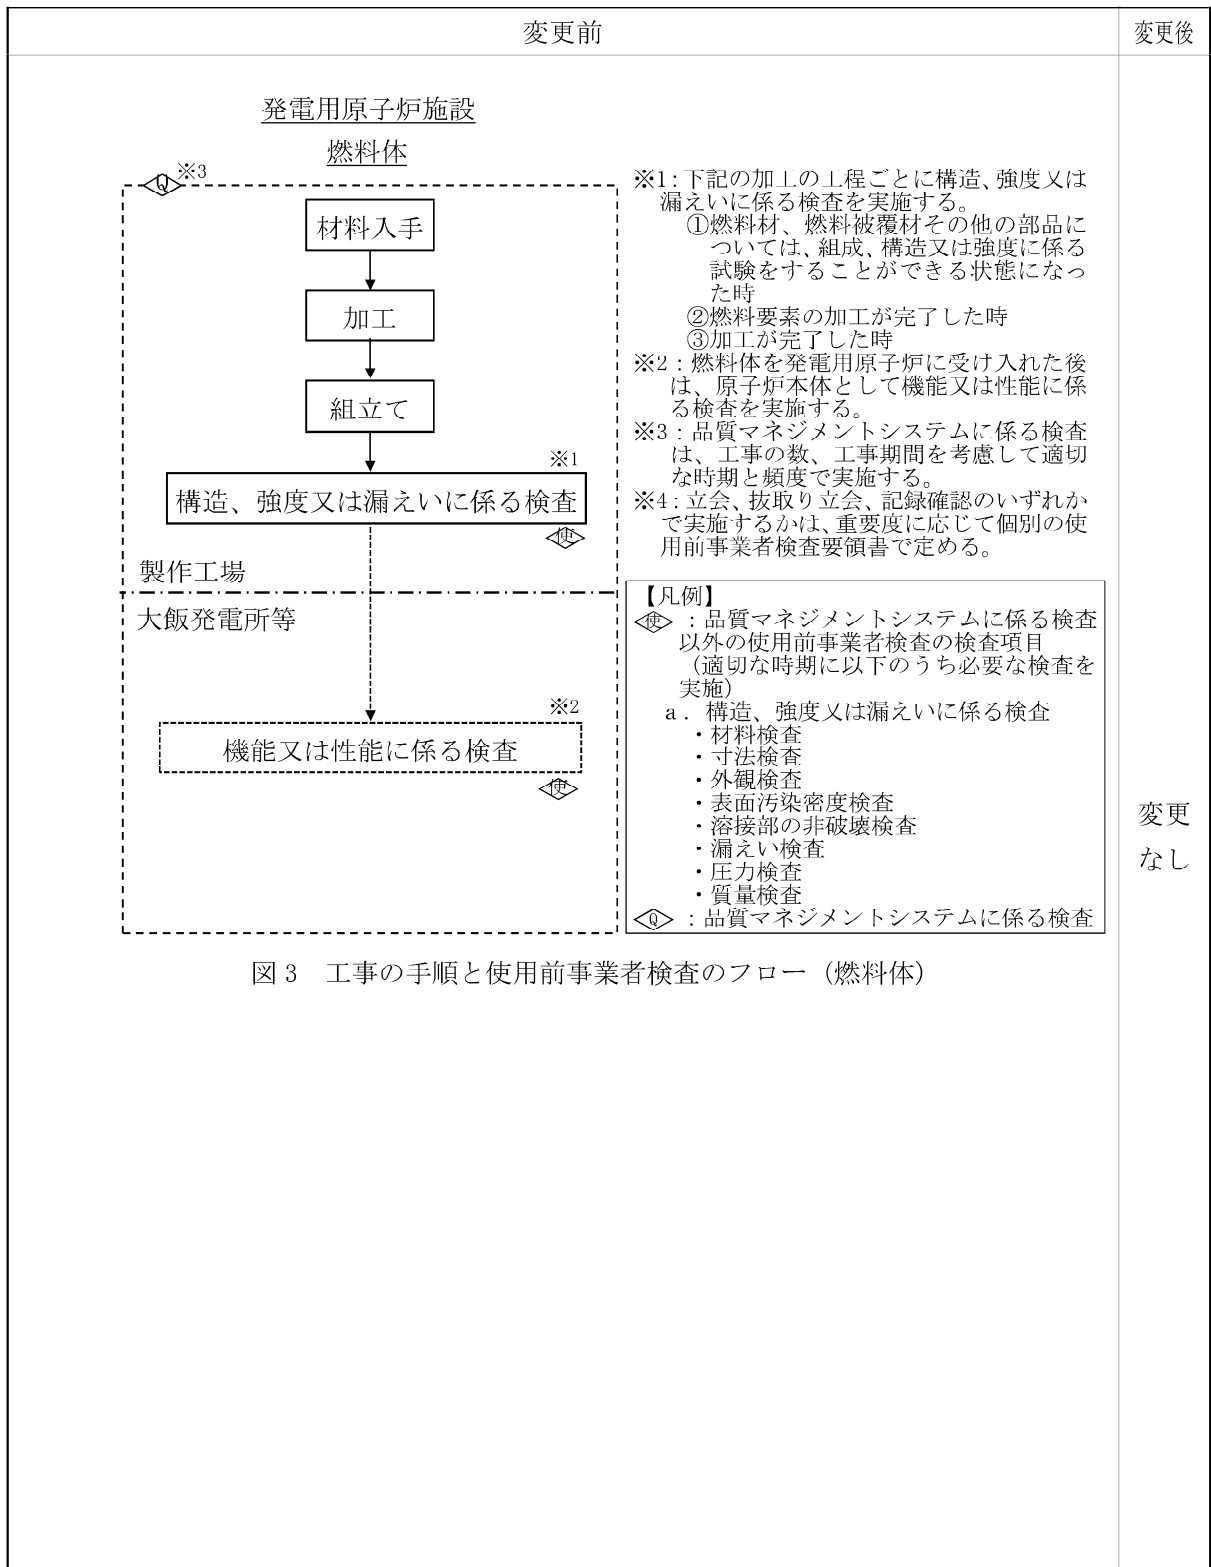 変更前
変更後
発電用原子炉施設
燃料体
Q
※3
材料入手
加工
組立て
※1
構造、強度又は漏えいに係る検査
使
製作工場
大飯発電所等
※2
機能又は性能に係る検査
使
※1:下記の加工の工程ごとに構造、強度又は
漏えいに係る検査を実施する。
①燃料材、燃料被覆材その他の部品に
ついては、組成、構造又は強度に係る
試験をすることができる状態になっ
た時
②燃料要素の加工が完了した時
③加工が完了した時
※2:燃料体を発電用原子炉に受け入れた後
は、原子炉本体として機能又は性能に係
る検査を実施する。
※3:品質マネジメントシステムに係る検査
は、工事の数、工事期間を考慮して適切
な時期と頻度で実施する。
※4:立会、抜取り立会、記録確認のいずれか
で実施するかは、重要度に応じて個別の使
用前事業者検査要領書で定める。
【凡例】
使 :品質マネジメントシステムに係る検査
以外の使用前事業者検査の検査項目
(適切な時期に以下のうち必要な検査を
実施)
a.構造、強度又は漏えいに係る検査
・材料検査
・寸法検査
・外観検査
・表面汚染密度検査
・溶接部の非破壊検査
・漏えい検査
・圧力検査
・質量検査
Q :品質マネジメントシステムに係る検査
図3 工事の手順と使用前事業者検査のフロー(燃料体)
変更
なし